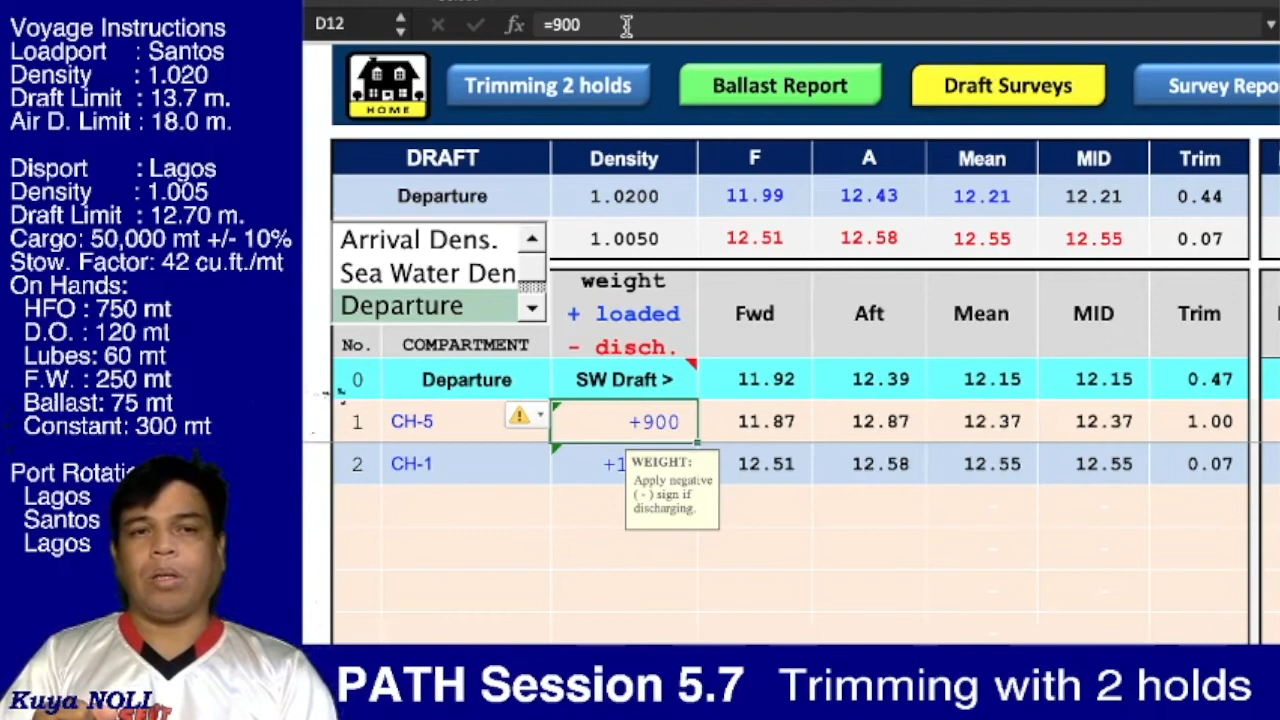 Voyage Instructions
Loadport : Santos
Density : 1.020
Draft Limit : 13.7 m.
Air D. Limit : 18.0 m.
Disport : Lagos
Density : 1.005
Draft Limit : 12.70 m.
Cargo: 50,000 mt +/- 10%
Stow. Factor: 42 cu.ft./mt
On Hands:
HFO : 750 mt
D.O. : 120 mt
Lubes: 60 mt
F.W. : 250 mt
Ballast: 75 mt
Constant: 300 mt
Port
Lagos
Santos
Lagos
Kuya NOLI
D12 fx =900
HOME Trimming 2 holds Ballast Report Draft Surveys Survey
DRAFT Density F A Mean MID Trim
Departure 1.0200 11.99 12.43 12.21 12.21 0.44
1.0050 12.51 12.58 12.55 12.55 0.07
Arrival Dens.
Sea Water Den
Departure
No. COMPARTMENT weight + loaded - disch. Fwd Aft Mean MID Trim
0 Departure SW Draft > 11.92 12.39 12.15 12.15 0.47
1 CH-5 +900 11.87 12.87 12.37 12.37 1.00
2 CH-1 12.51 12.58 12.55 12.55 0.07
WEIGHT:
Apply negative
( - ) sign if
discharging.
PATH Session 5.7 Trimming with 2 holds